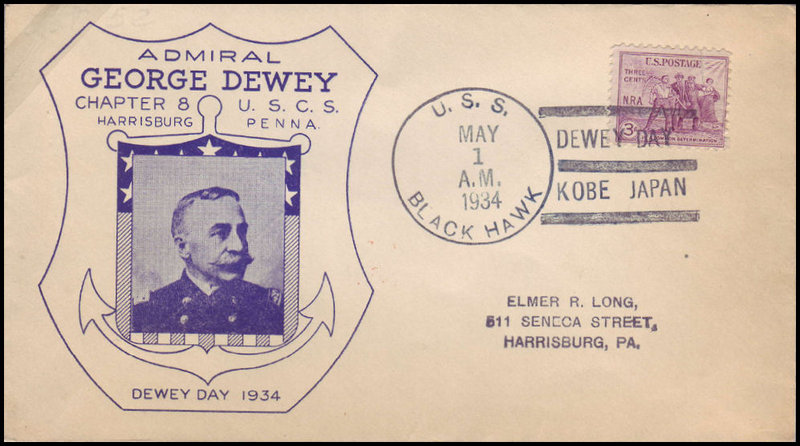 ADMIRAL
GEORGE DEWEY
CHAPTER 8 U.S.C.S.
HARRISBURG PENNA.
DEWEY DAY 1934
U.S.S.
MAY
1
A.M.
1934
BLACK HAWK
DEWEY DAY
KOBE JAPAN
U.S. POSTAGE
THREE
CENTS
NRA
3¢
DETERMINATION
ELMER R. LONG,
511 SENECA STREET,
HARRISBURG, PA.